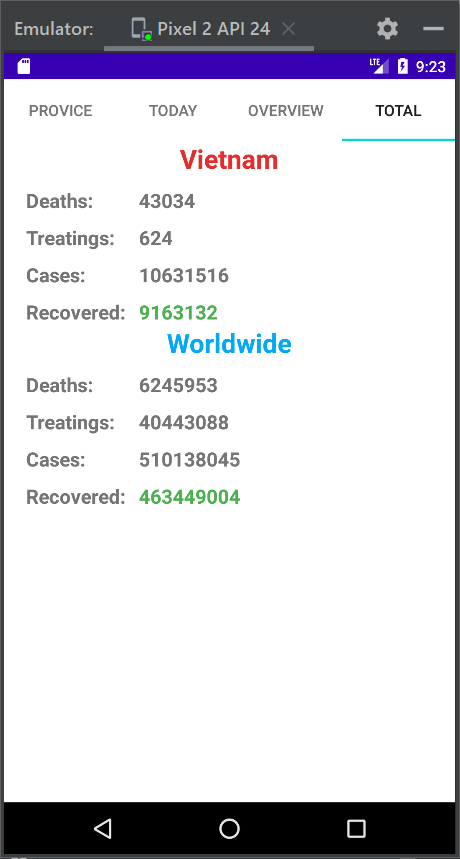 Emulator: Pixel 2 API 24
LTE 9:23
PROVICE TODAY OVERVIEW TOTAL
Vietnam
Deaths: 43034
Treatings: 624
Cases: 10631516
Recovered: 9163132
Worldwide
Deaths: 6245953
Treatings: 40443088
Cases: 510138045
Recovered: 463449004